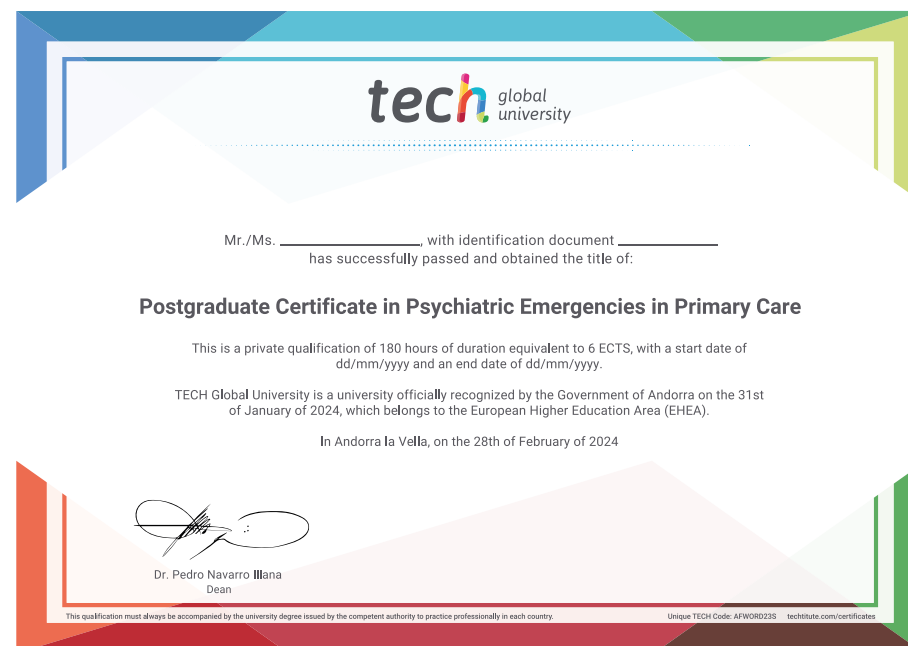 tech global
university
Mr./Ms. ____________, with identification document ____________
has successfully passed and obtained the title of:
Postgraduate Certificate in Psychiatric Emergencies in Primary Care
This is a private qualification of 180 hours of duration equivalent to 6 ECTS, with a start date of
dd/mm/yyyy and an end date of dd/mm/yyyy.
TECH Global University is a university officially recognized by the Government of Andorra on the 31st
of January of 2024, which belongs to the European Higher Education Area (EHEA).
In Andorra la Vella, on the 28th of February of 2024
Dr. Pedro Navarro Illana
Dean
This qualification must always be accompanied by the university degree issued by the competent authority to practice professionally in each country.
Unique TECH Code: AFWORD23S techtitute.com/certificates